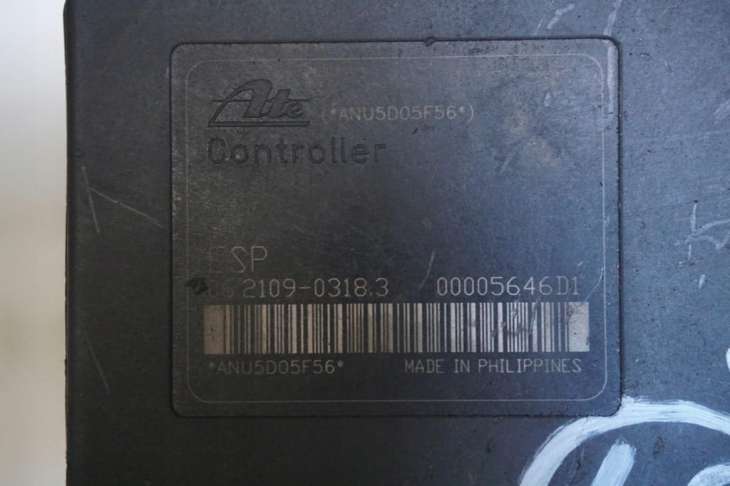 Ate (*ANU5D05F56*)
Controller
ESP
2109-0318.3 00005646D1
*ANU5D05F56* MADE IN PHILIPPINES